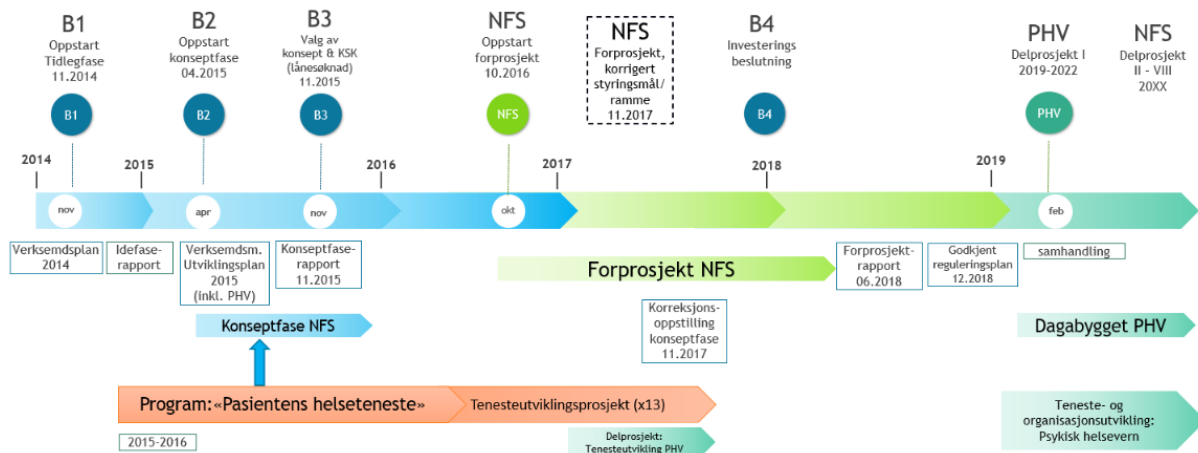 B1
Oppstart
Tidlegfase
11.2014
B2
Oppstart
konseptfase
04.2015
B3
Valg av
konsept & KSK
(lånesøknad)
11.2015
NFS
Oppstart
forprosjekt
10.2016
NFS
Forprosjekt,
korrigert
styringsmål/
ramme
11.2017
B4
Investerings
beslutning
PHV
Delprosjekt I
2019-2022
NFS
Delprosjekt
II - VIII
20XX
B1
B2
B3
NFS
B4
PHV
2014
2015
2016
2017
2018
2019
nov
apr
nov
okt
feb
Verksemdsplan
2014
Idefase-
rapport
Verksemdsm.
Utviklingsplan
2015
(inkl. PHV)
Konseptfase-
rapport
11.2015
Forprosjekt NFS
Forprosjekt-
rapport
06.2018
Godkjent
reguleringsplan
12.2018
samhandling
Konseptfase NFS
Korreksjons-
oppstilling
konseptfase
11.2017
Dagabygget PHV
Program: «Pasientens helseteneste»
Tenesteutviklingsprosjekt (x13)
2015-2016
Delprosjekt:
Tenesteutvikling PHV
Teneste- og
organisasjonsutvikling:
Psykisk helsevern